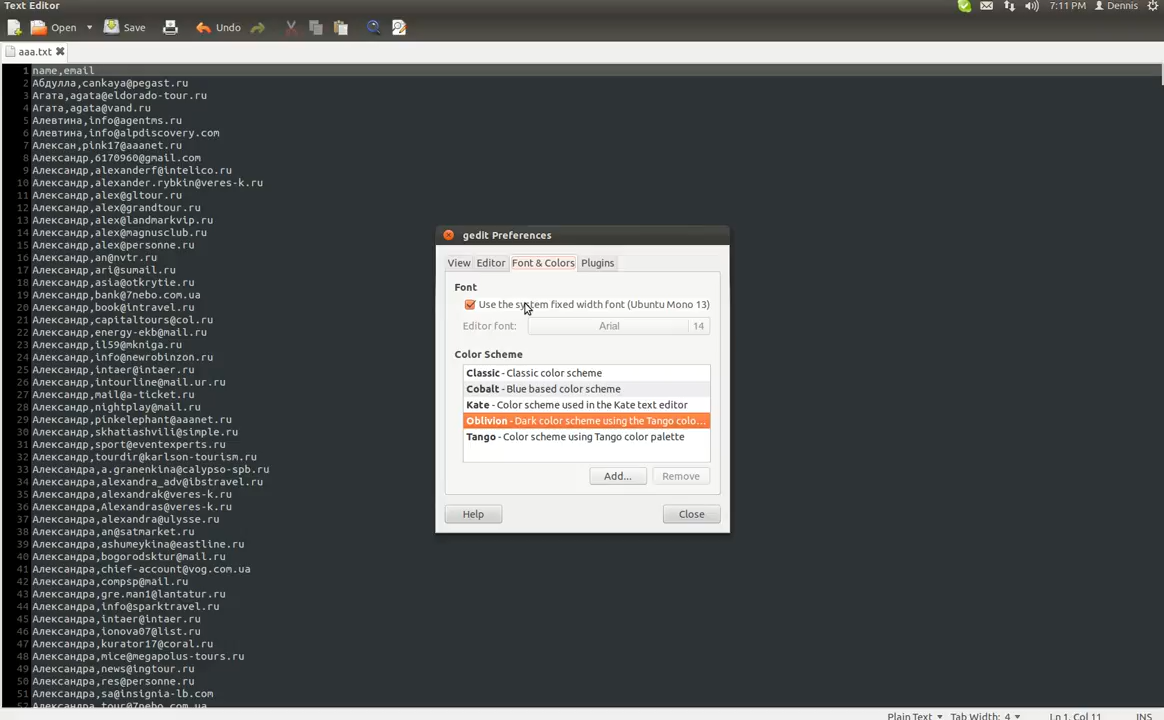 Text Editor
7:11 PM Dennis
Open Save Undo
aaa.txt
1 name,email
2 Абдулла,cankaya@pegast.ru
3 Агата,agata@eldorado-tour.ru
4 Агата,agata@vand.ru
5 Алевтина,info@agentms.ru
6 Алевтина,info@alpdiscovery.com
7 Алексан,pink17@aaanet.ru
8 Александр,6170960@gmail.com
9 Александр,alexanderf@intelico.ru
10 Александр,alexander.rybkin@veres-k.ru
11 Александр,alex@gltour.ru
12 Александр,alex@grandtour.ru
13 Александр,alex@landmarkvip.ru
14 Александр,alex@magnusclub.ru
15 Александр,alex@personne.ru
16 Александр,an@nvtr.ru
17 Александр,ari@sumail.ru
18 Александр,asia@otkrytie.ru
19 Александр,bank@7nebo.com.ua
20 Александр,book@intravel.ru
21 Александр,capitaltours@col.ru
22 Александр,energy-ekb@mail.ru
23 Александр,il59@mkniga.ru
24 Александр,info@newrobinzon.ru
25 Александр,intaer@intaer.ru
26 Александр,intourline@mail.ur.ru
27 Александр,mail@a-ticket.ru
28 Александр,nightplay@mail.ru
29 Александр,pinkelephant@aaanet.ru
30 Александр,skhatiashvili@simple.ru
31 Александр,sport@eventexperts.ru
32 Александр,tourdir@karlson-tourism.ru
33 Александра,a.granenkina@calypso-spb.ru
34 Александра,alexandra_adv@ibstravel.ru
35 Александра,alexandrak@veres-k.ru
36 Александра,alexandras@veres-k.ru
37 Александра,alexandra@ulysse.ru
38 Александра,an@satmarket.ru
39 Александра,ashumeykina@eastline.ru
40 Александра,bogorodsktur@mail.ru
41 Александра,chief-account@vog.com.ua
42 Александра,compsp@mail.ru
43 Александра,gre.man1@lantatur.ru
44 Александра,info@sparktravel.ru
45 Александра,intaer@intaer.ru
46 Александра,ionova07@list.ru
47 Александра,kurator17@coral.ru
48 Александра,mice@megapolus-tours.ru
49 Александра,news@ingtour.ru
50 Александра,res@personne.ru
51 Александра,sa@insignia-lb.com
52 Александра,tour@7nebo.com.ua
gedit Preferences
View Editor Font & Colors Plugins
Font
Use the system fixed width font (Ubuntu Mono 13)
Editor font: Arial 14
Color Scheme
Classic - Classic color scheme
Cobalt - Blue based color scheme
Kate - Color scheme used in the Kate text editor
Oblivion - Dark color scheme using the Tango colo...
Tango - Color scheme using Tango color palette
Add... Remove
Help Close
Plain Text Tab Width: 4 Ln 1, Col 11 INS